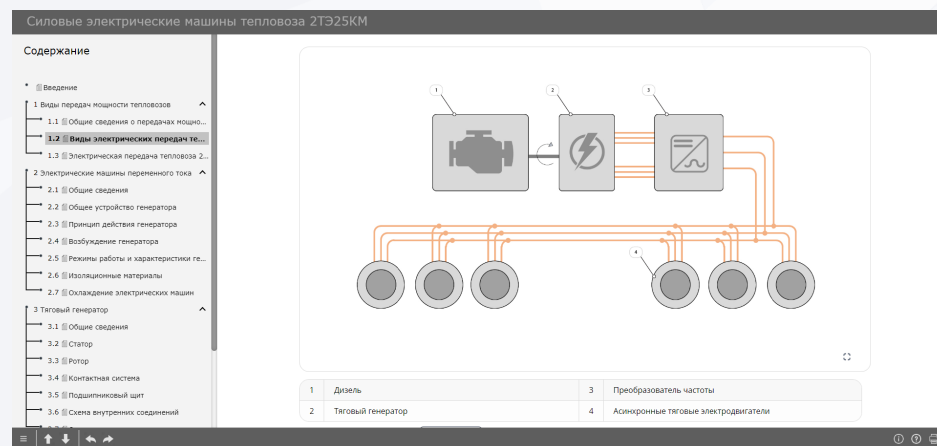 Силовые электрические машины тепловоза 2ТЭ25КМ
Содержание
Введение
1 Виды передач мощности тепловозов
1.1 Общие сведения о передачах мощно...
1.2 Виды электрических передач те...
1.3 Электрическая передача тепловоза 2...
2 Электрические машины переменного тока
2.1 Общие сведения
2.2 Общее устройство генератора
2.3 Принцип действия генератора
2.4 Возбуждение генератора
2.5 Режимы работы и характеристики ге...
2.6 Изоляционные материалы
2.7 Охлаждение электрических машин
3 Тяговый генератор
3.1 Общие сведения
3.2 Статор
3.3 Ротор
3.4 Контактная система
3.5 Подшипниковый щит
3.6 Схема внутренних соединений
1
2
3
4
1 Дизель
3 Преобразователь частоты
2 Тяговый генератор
4 Асинхронные тяговые электродвигатели